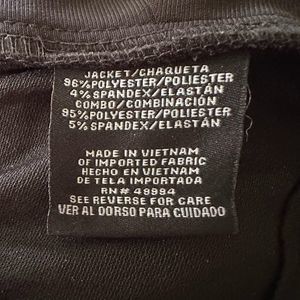 JACKET/CHAQUETA
96%POLYESTER/POLIESTER
4%SPANDEX/ELASTÁN
COMBO/COMBINACIÓN
95%POLYESTER/POLIESTER
5%SPANDEX/ELASTÁN
MADE IN VIETNAM
OF IMPORTED FABRIC
HECHO EN VIETNAM
DE TELA IMPORTADA
RN# 49994
SEE REVERSE FOR CARE
VER AL DORSO PARA CUIDADO